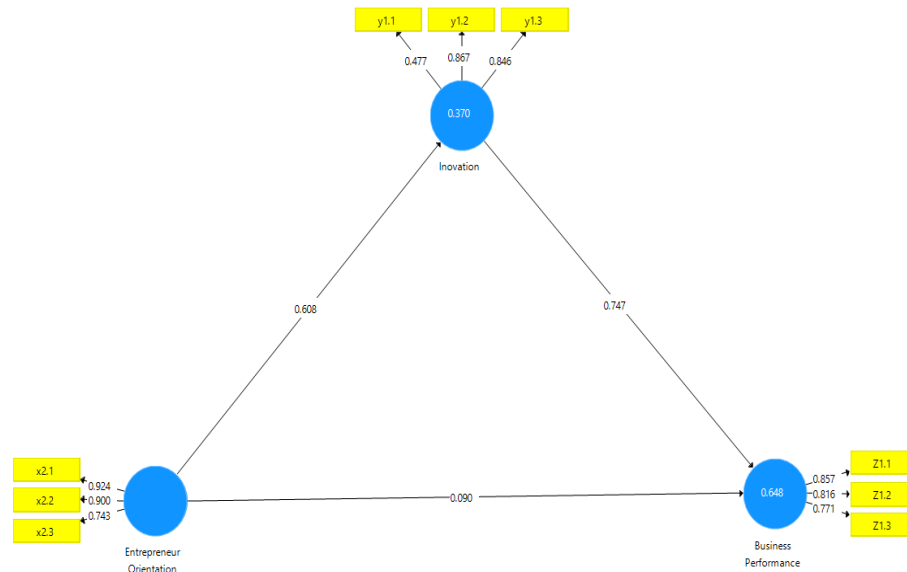 y1.1 y1.2 y1.3
0.477 0.867 0.846
0.370
Inovation
0.608 0.747
x2.1
x2.2
x2.3
0.924
0.900
0.743
Entrepreneur
Orientation
0.090
0.648
Business
Performance
0.857
0.816
0.771
Z1.1
Z1.2
Z1.3